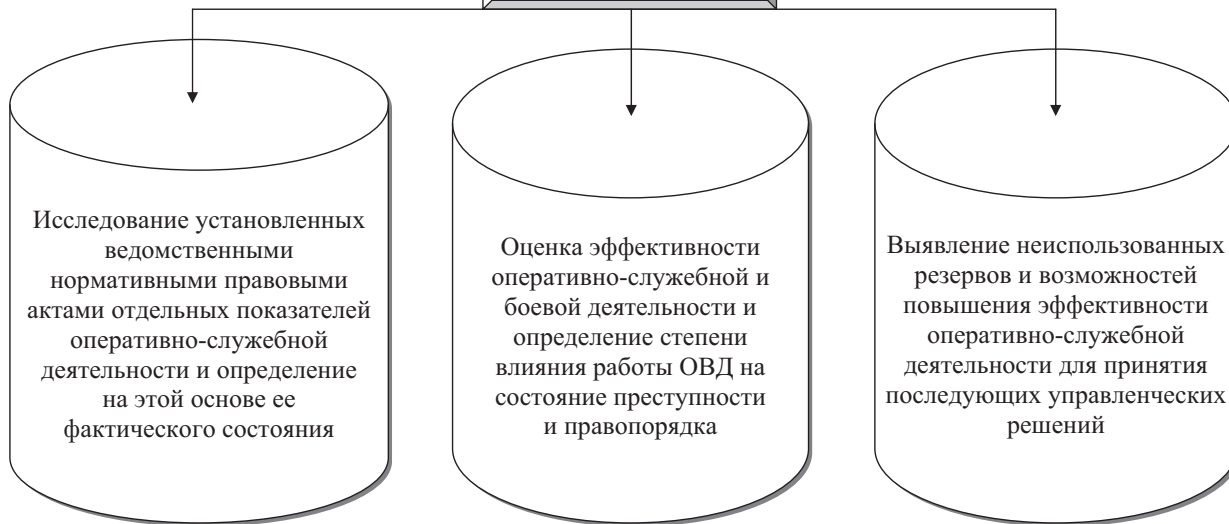 Исследование установленных
ведомственными
нормативными правовыми
актами отдельных показателей
оперативно-служебной
деятельности и определение
на этой основе ее
фактического состояния
Оценка эффективности
оперативно-служебной и
боевой деятельности и
определение степени
влияния работы ОВД на
состояние преступности
и правопорядка
Выявление неиспользованных
резервов и возможностей
повышения эффективности
оперативно-служебной
деятельности для принятия
последующих управленческих
решений